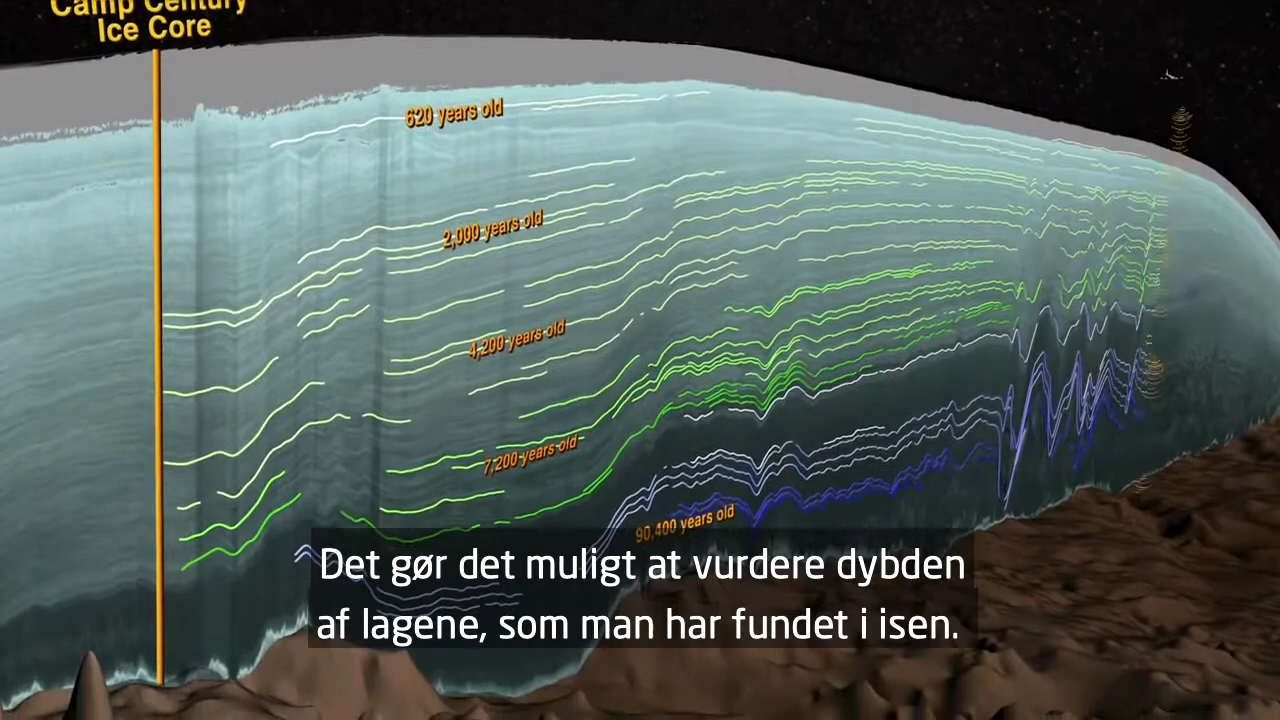 Camp Century
Ice Core
620 years old
2,000 years old
4,200 years old
7,200 years old
90,400 years old
Det gør det muligt at vurdere dybden
af lagene, som man har fundet i isen.